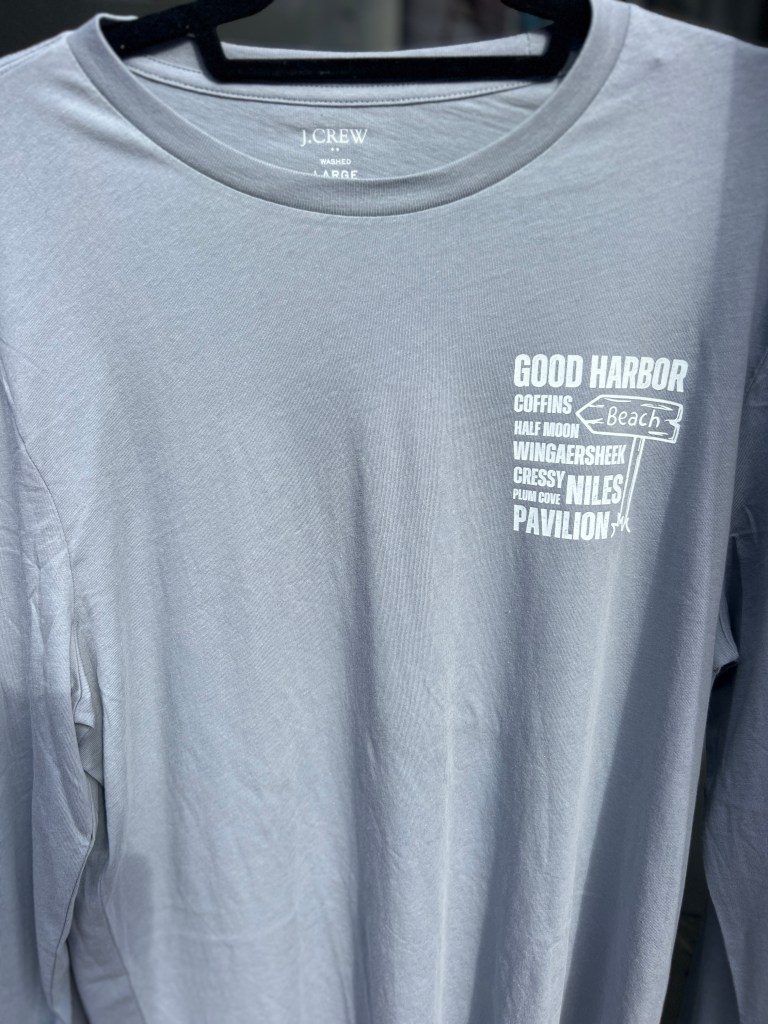 J.CREW
WASHED
LARGE
GOOD HARBOR
COFFINS
Beach
HALF MOON
WINGAERSHEEK
CRESSY
PLUM COVE NILES
PAVILION